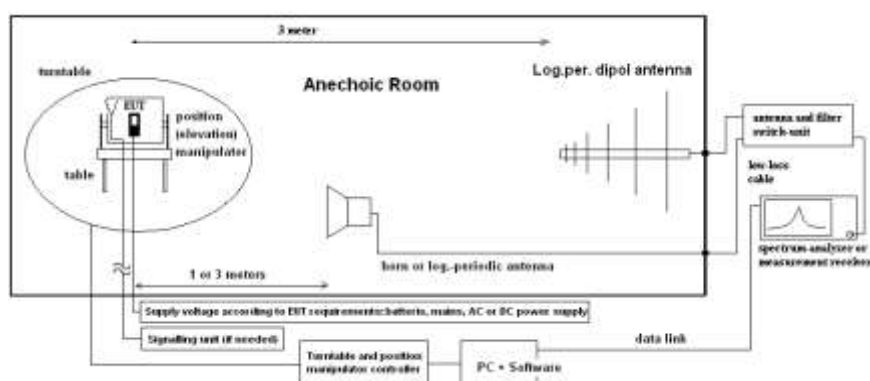 3 meter
turntable
Anechoic Room
Log.per. dipol antenna
EUT
position
(elevation)
manipulator
table
antenna and filter
switch-unit
low-loss
cable
spectrum-analyzer or
measurement receiver
horn or log.-periodic antenna
1 or 3 meters
Supply voltage according to EUT requirements:batterie, mains, AC or DC power supply
Signalling unit (if needed)
data link
Turntable and position
manipulator controller
PC + Software